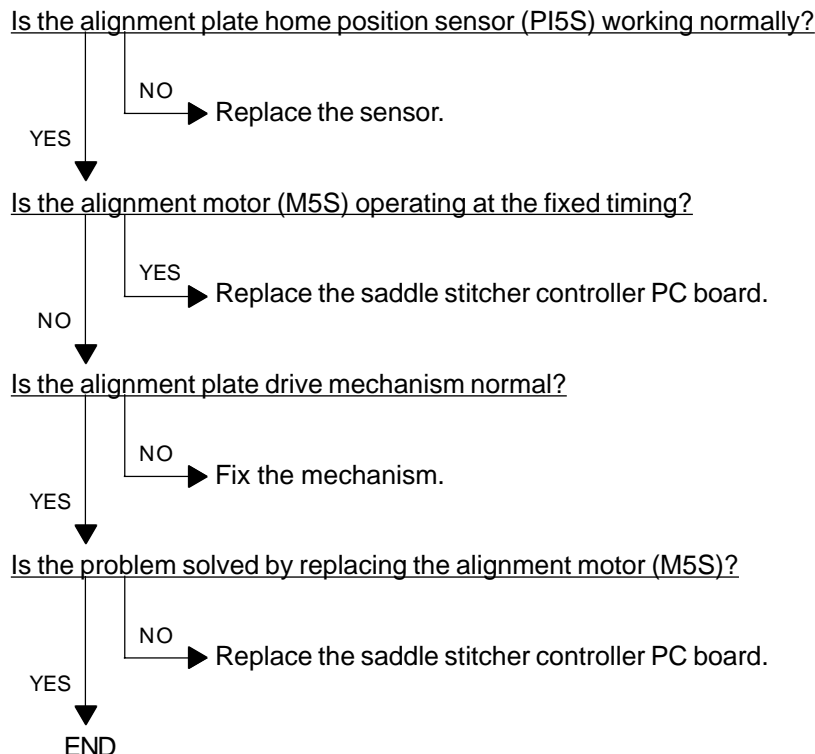 Is the alignment plate home position sensor (PI5S) working normally?
NO
Replace the sensor.
YES
Is the alignment motor (M5S) operating at the fixed timing?
YES
Replace the saddle stitcher controller PC board.
NO
Is the alignment plate drive mechanism normal?
NO
Fix the mechanism.
YES
Is the problem solved by replacing the alignment motor (M5S)?
NO
Replace the saddle stitcher controller PC board.
YES
END